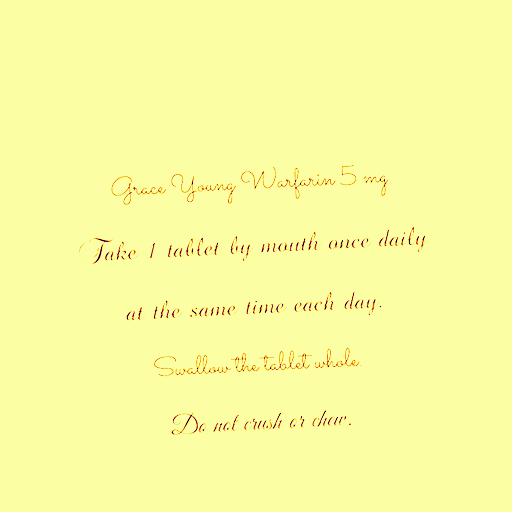 Grace Young Warfarin 5 mg
Take 1 tablet by mouth once daily
at the same time each day.
Swallow the tablet whole.
Do not crush or chew.